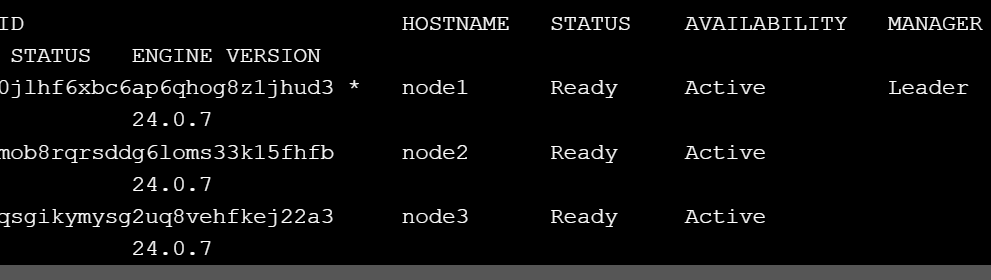 ID HOSTNAME STATUS AVAILABILITY MANAGER
STATUS ENGINE VERSION
0jlhf6xbc6ap6qhog8z1jhud3 * node1 Ready Active Leader
24.0.7
mob8rqrsddg6loms33k15fhfb node2 Ready Active
24.0.7
qsgikymysg2uq8vehfkej22a3 node3 Ready Active
24.0.7